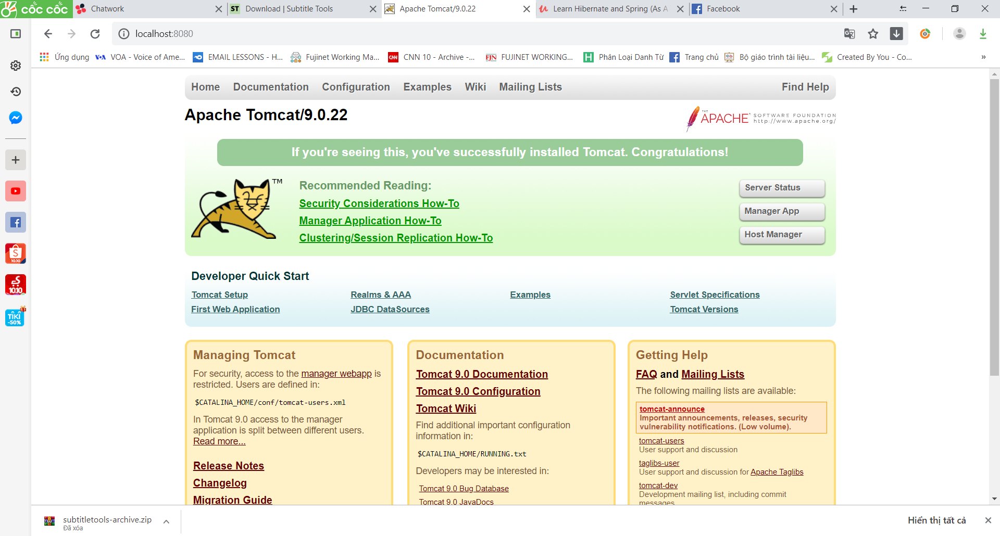 cốc cốc
Chatwork
ST Download | Subtitle Tools
Apache Tomcat/9.0.22
Learn Hibernate and Spring (As A
Facebook
localhost:8080
Ứng dụng
VOA VOA - Voice of Ame...
EMAIL LESSONS - H...
Fujinet Working Ma...
CNN CNN 10 - Archive -...
FJN FUJINET WORKING...
H Phân Loại Danh Từ
Trang chủ
Bộ giáo trình tài liệu...
Created By You - Co...
»
Home Documentation Configuration Examples Wiki Mailing Lists Find Help
Apache Tomcat/9.0.22
THE APACHE SOFTWARE FOUNDATION
http://www.apache.org/
If you're seeing this, you've successfully installed Tomcat. Congratulations!
TM
Recommended Reading:
Security Considerations How-To
Manager Application How-To
Clustering/Session Replication How-To
Server Status
Manager App
Host Manager
10.10
10.10
TIKI
-50%
Developer Quick Start
Tomcat Setup
First Web Application
Realms & AAA
JDBC DataSources
Examples
Servlet Specifications
Tomcat Versions
Managing Tomcat
For security, access to the manager webapp is
restricted. Users are defined in:
$CATALINA_HOME/conf/tomcat-users.xml
In Tomcat 9.0 access to the manager
application is split between different users.
Read more...
Release Notes
Changelog
Migration Guide
Documentation
Tomcat 9.0 Documentation
Tomcat 9.0 Configuration
Tomcat Wiki
Find additional important configuration
information in:
$CATALINA_HOME/RUNNING.txt
Developers may be interested in:
Tomcat 9.0 Bug Database
Tomcat 9.0 JavaDocs
Getting Help
FAQ and Mailing Lists
The following mailing lists are available:
tomcat-announce
Important announcements, releases, security
vulnerability notifications. (Low volume).
tomcat-users
User support and discussion
taglibs-user
User support and discussion for Apache Taglibs
tomcat-dev
Development mailing list, including commit
messages
subtitletools-archive.zip
Đã xóa
Hiển thị tất cả